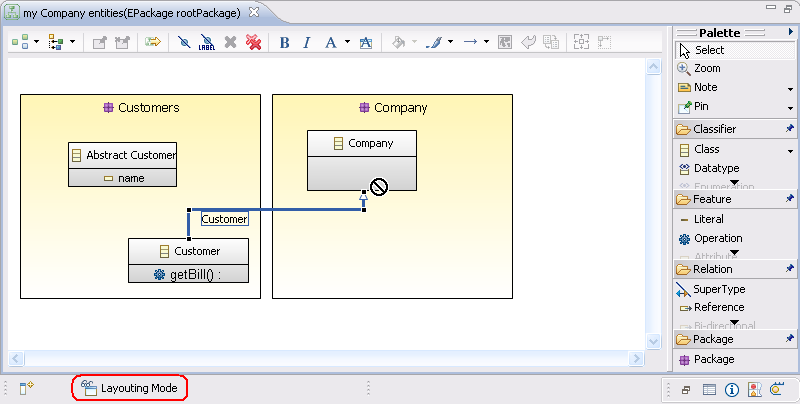 my Company entities(EPackage rootPackage)
LABEL
B I A A
Palette
Select
Zoom
Note
Pin
Classifier
Class
Datatype
Enumeration
Feature
Literal
Operation
Attribute
Relation
SuperType
Reference
Bi-directional
Package
Package
Customers
Abstract Customer
name
Customer
Customer
getBill() :
Company
Company
Layouting Mode